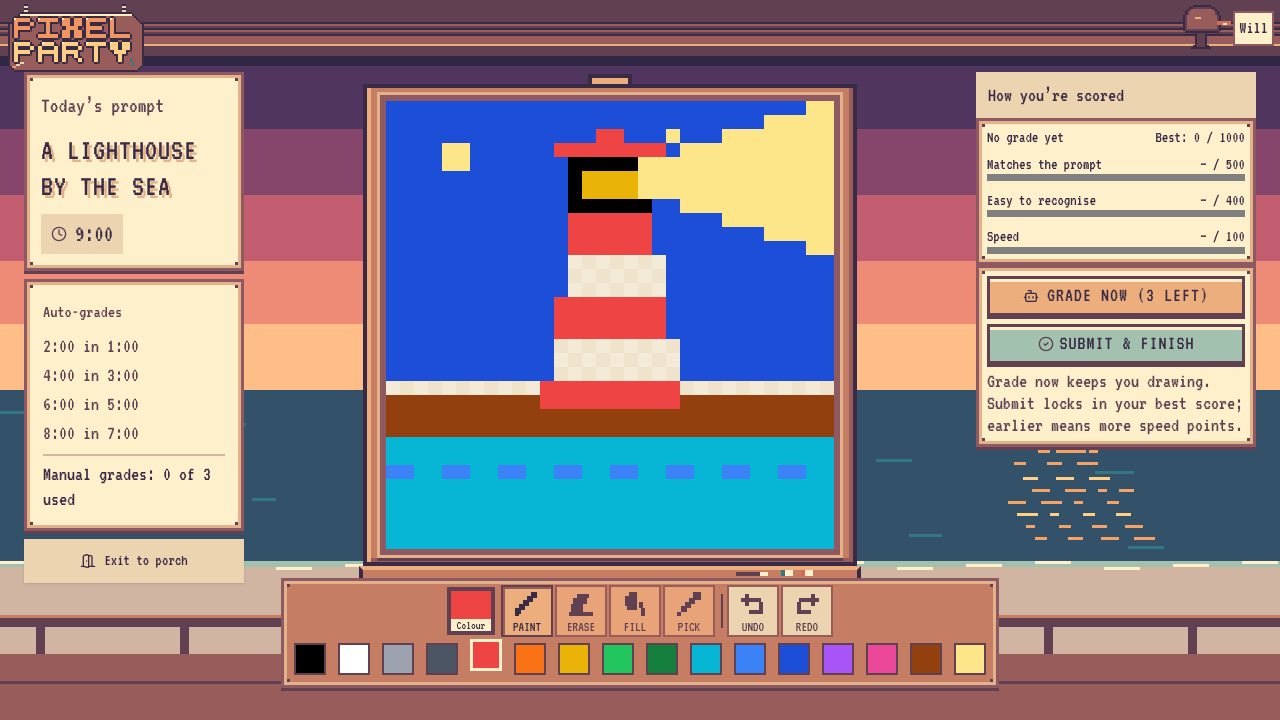 PIXEL
PARTY
Will
Today's prompt
A LIGHTHOUSE
BY THE SEA
9:00
Auto-grades
2:00 in 1:00
4:00 in 3:00
6:00 in 5:00
8:00 in 7:00
Manual grades: 0 of 3
used
Exit to porch
How you're scored
No grade yet Best: 0 / 1000
Matches the prompt – / 500
Easy to recognise – / 400
Speed – / 100
GRADE NOW (3 LEFT)
SUBMIT & FINISH
Grade now keeps you drawing.
Submit locks in your best score;
earlier means more speed points.
Colour
PAINT
ERASE
FILL
PICK
UNDO
REDO